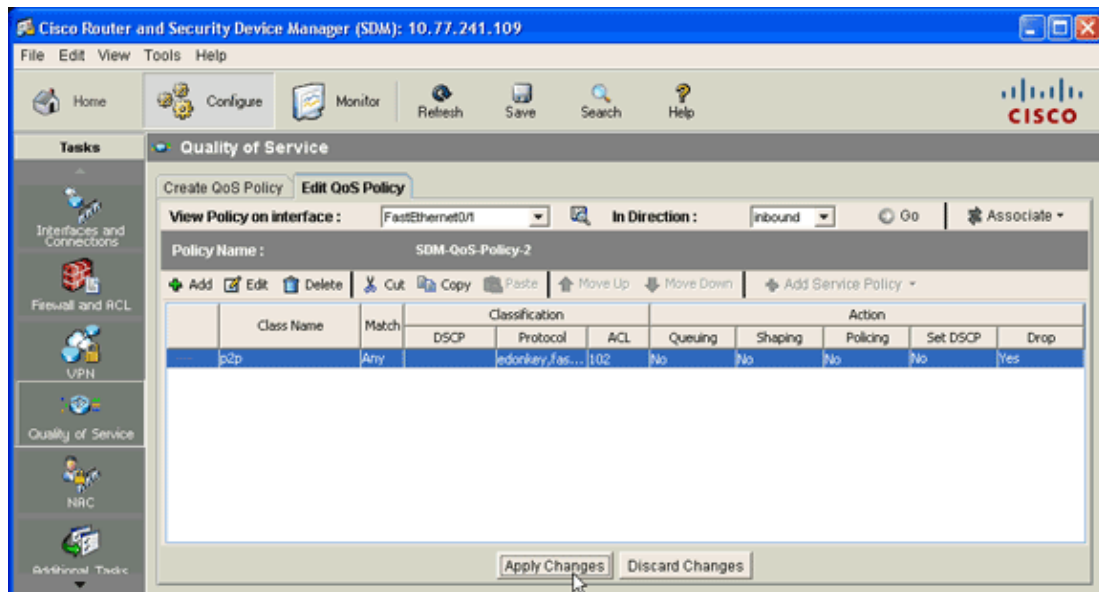 Cisco Router and Security Device Manager (SDM): 10.77.241.109
File Edit View Tools Help
Home Configure Monitor Refresh Save Search Help
CISCO
Tasks
Quality of Service
Create QoS Policy Edit QoS Policy
View Policy on interface : FastEthernet0/1 In Direction : inbound Go Associate
Policy Name : SDM-QoS-Policy-2
Add Edit Delete Cut Copy Paste Move Up Move Down Add Service Policy
Class Name Match Classification Action
DSCP Protocol ACL Queuing Shaping Policing Set DSCP Drop
p2p Any edonkey,fas... 102 No No No No Yes
Interfaces and
Connections
Firewall and ACL
VPN
Quality of Service
NAC
Additional Tasks
Apply Changes Discard Changes